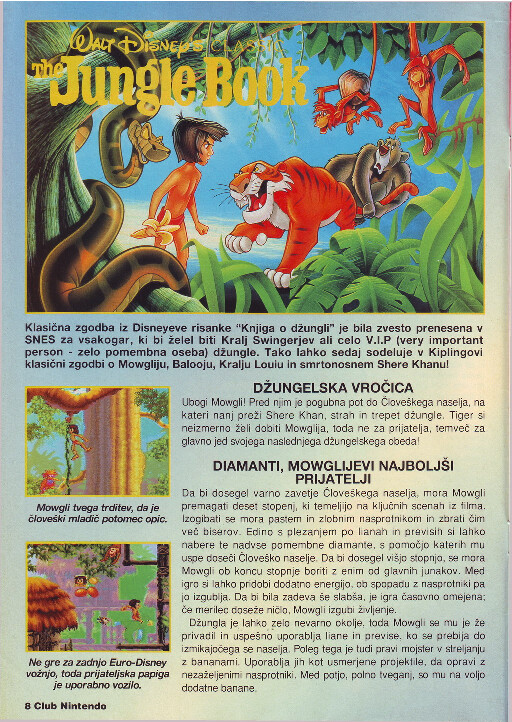 WALT DISNEY'S CLASSIC
The Jungle Book
Klasična zgodba iz Disneyeve risanke "Knjiga o džungli" je bila zvesto prenesena v
SNES za vsakogar, ki bi želel biti Kralj Swingerjev ali celo V.I.P (very important
person - zelo pomembna oseba) džungle. Tako lahko sedaj sodeluje v Kiplingovi
klasični zgodbi o Mowgliju, Balooju, Kralju Louiu in smrtonosnem Shere Khanu!
DŽUNGELSKA VROČICA
Ubogi Mowgli! Pred njim je pogubna pot do Človeškega naselja, na
kateri nanj preži Shere Khan, strah in trepet džungle. Tiger si
neizmerno želi dobiti Mowglija, toda ne za prijatelja, temveč za
glavno jed svojega naslednjega džungelskega obeda!
Mowgli tvega trditev, da je
človeški mladič potomec opic.
DIAMANTI, MOWGLIJEVI NAJBOLJŠI
PRIJATELJI
Da bi dosegel varno zavetje Človeškega naselja, mora Mowgli
premagati deset stopenj, ki temeljijo na ključnih scenah iz filma.
Izogibati se mora pastem in zlobnim nasprotnikom in zbrati čim
več biserov. Edino s plezanjem po lianah in previsih si lahko
nabere te nadvse pomembne diamante, s pomočjo katerih mu
uspe doseči Človeško naselje. Da bi dosegel višjo stopnjo, se mora
Mowgli ob koncu stopnje boriti z enim od glavnih junakov. Med
igro si lahko pridobi dodatno energijo, ob spopadu z nasprotniki pa
jo izgublja. Da bi bila zadeva še slabša, je igra časovno omejena;
če merilec doseže ničlo, Mowgli izgubi življenje.
Džungla je lahko zelo nevarno okolje, toda Mowgli se mu je že
privadil in uspešno uporablja liane in previse, ko se prebija do
izmikajočega se naselja. Poleg tega je tudi pravi mojster v streljanju
z bananami. Uporablja jih kot usmerjene projektile, da opravi z
nezaželjenimi nasprotniki. Med potjo, polno tveganj, so mu na voljo
dodatne banane.
Ne gre za zadnjo Euro-Disney
vožnjo, toda prijateljska papiga
je uporabno vozilo.
8 Club Nintendo